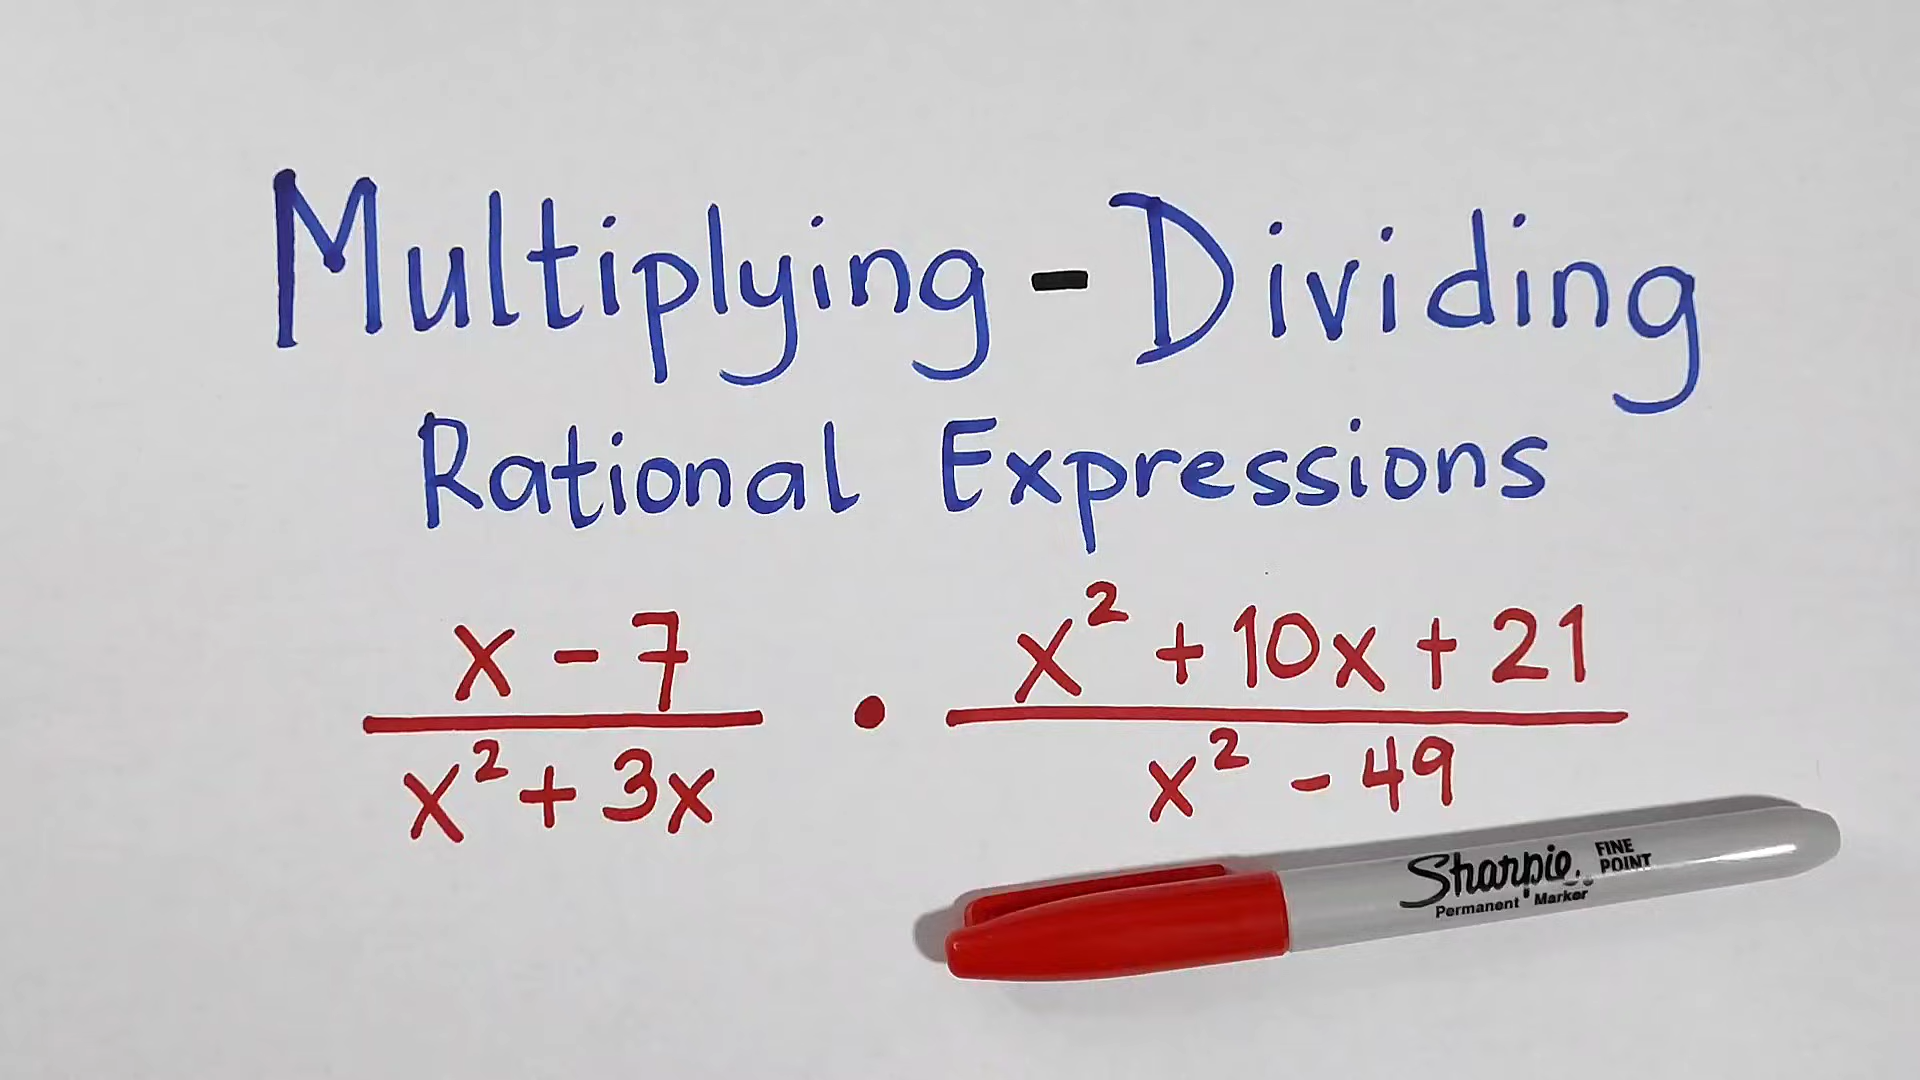 Multiplying - Dividing
Rational Expressions
x - 7
x² + 3x
•
x² + 10x + 21
x² - 49
Sharpie.
FINE
POINT
Permanent Marker